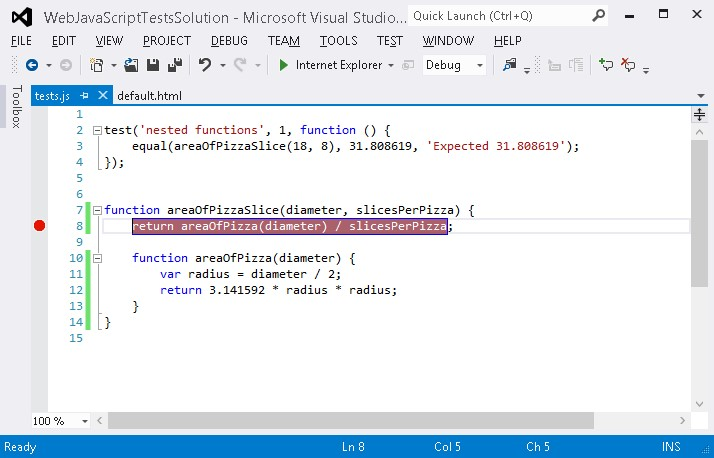 WebJavaScriptTestsSolution - Microsoft Visual Studio... Quick Launch (Ctrl+Q)
FILE EDIT VIEW PROJECT DEBUG TEAM TOOLS TEST WINDOW HELP
Internet Explorer Debug
Toolbox
tests.js default.html
1
2 test('nested functions', 1, function () {
3 equal(areaOfPizzaSlice(18, 8), 31.808619, 'Expected 31.808619');
4 });
5
6
7 function areaOfPizzaSlice(diameter, slicesPerPizza) {
8 return areaOfPizza(diameter) / slicesPerPizza;
9
10 function areaOfPizza(diameter) {
11 var radius = diameter / 2;
12 return 3.141592 * radius * radius;
13 }
14 }
15
100 %
Ready Ln 8 Col 5 Ch 5 INS